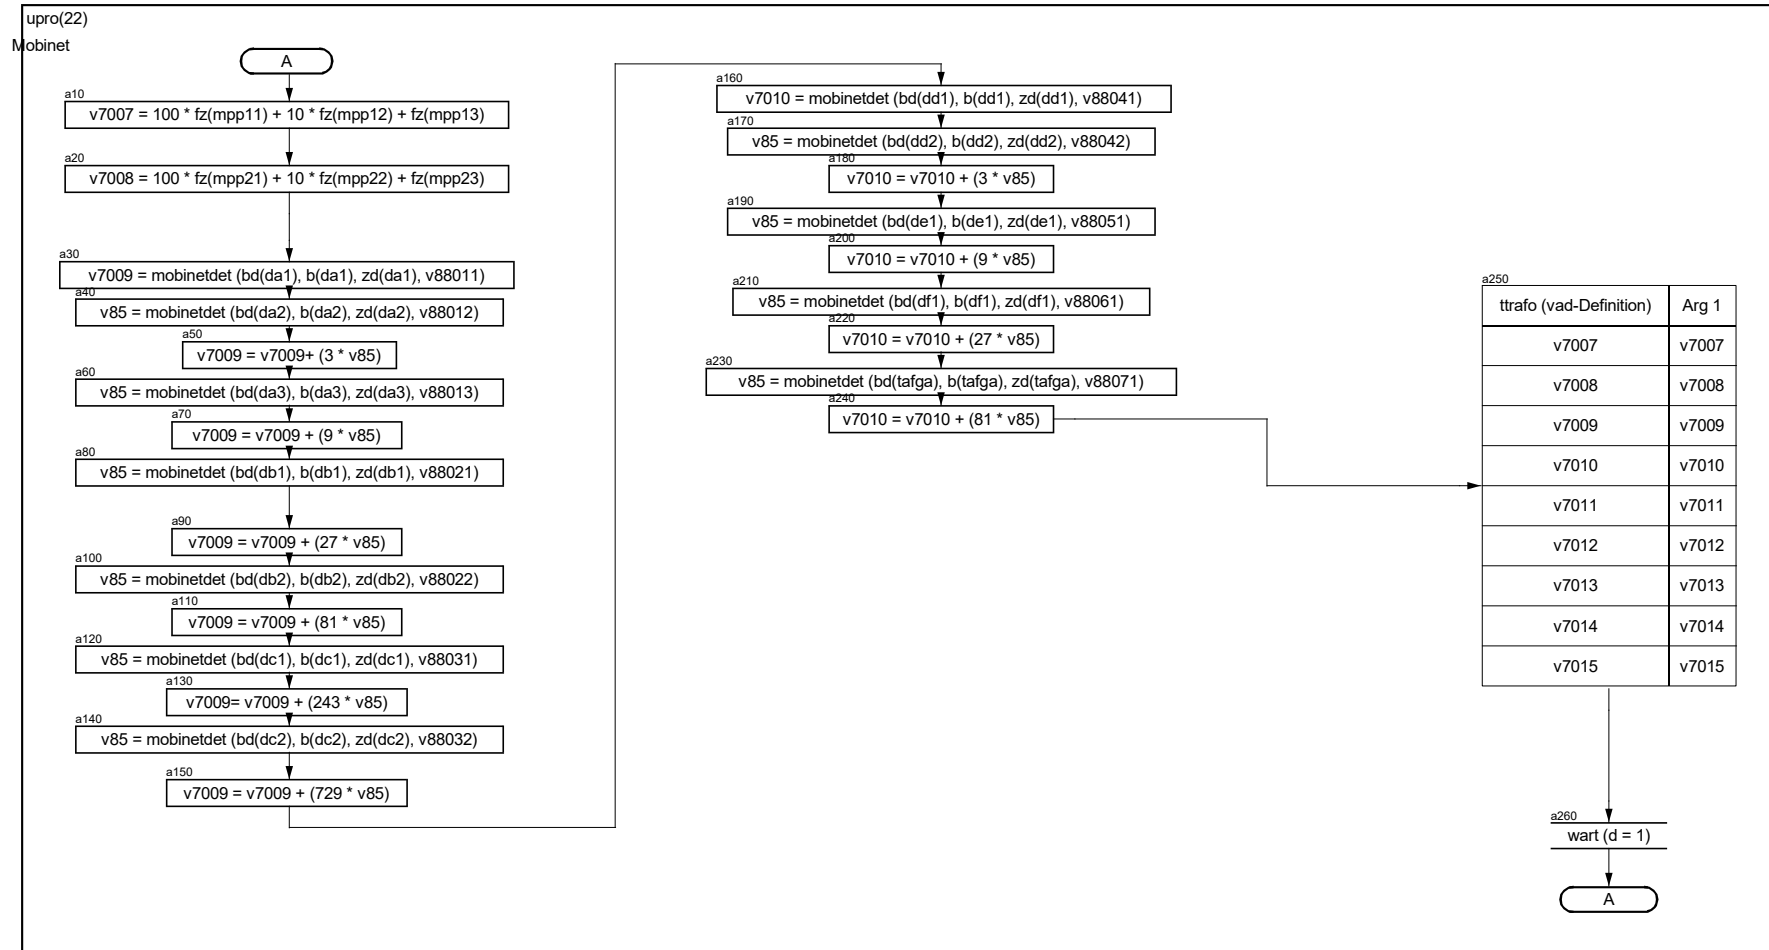 upro(22)
Mobinet
A
a10
v7007 = 100 * fz(mpp11) + 10 * fz(mpp12) + fz(mpp13)
a20
v7008 = 100 * fz(mpp21) + 10 * fz(mpp22) + fz(mpp23)
a30
v7009 = mobinetdet (bd(da1), b(da1), zd(da1), v88011)
a40
v85 = mobinetdet (bd(da2), b(da2), zd(da2), v88012)
a50
v7009 = v7009+ (3 * v85)
a60
v85 = mobinetdet (bd(da3), b(da3), zd(da3), v88013)
a70
v7009 = v7009 + (9 * v85)
a80
v85 = mobinetdet (bd(db1), b(db1), zd(db1), v88021)
a90
v7009 = v7009 + (27 * v85)
a100
v85 = mobinetdet (bd(db2), b(db2), zd(db2), v88022)
a110
v7009 = v7009 + (81 * v85)
a120
v85 = mobinetdet (bd(dc1), b(dc1), zd(dc1), v88031)
a130
v7009= v7009 + (243 * v85)
a140
v85 = mobinetdet (bd(dc2), b(dc2), zd(dc2), v88032)
a150
v7009 = v7009 + (729 * v85)
a160
v7010 = mobinetdet (bd(dd1), b(dd1), zd(dd1), v88041)
a170
v85 = mobinetdet (bd(dd2), b(dd2), zd(dd2), v88042)
a180
v7010 = v7010 + (3 * v85)
a190
v85 = mobinetdet (bd(de1), b(de1), zd(de1), v88051)
a200
v7010 = v7010 + (9 * v85)
a210
v85 = mobinetdet (bd(df1), b(df1), zd(df1), v88061)
a220
v7010 = v7010 + (27 * v85)
a230
v85 = mobinetdet (bd(tafga), b(tafga), zd(tafga), v88071)
a240
v7010 = v7010 + (81 * v85)
a250
ttrafo (vad-Definition) Arg 1
v7007 v7007
v7008 v7008
v7009 v7009
v7010 v7010
v7011 v7011
v7012 v7012
v7013 v7013
v7014 v7014
v7015 v7015
a260
wart (d = 1)
A